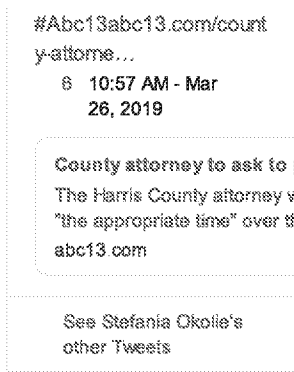 #Abc13abc13.com/count
y-attorne…
6 10:57 AM - Mar
26, 2019
County attorney to ask to
The Harris County attorney
"the appropriate time" over
abc13.com
See Stefania Okolie's
other Tweets